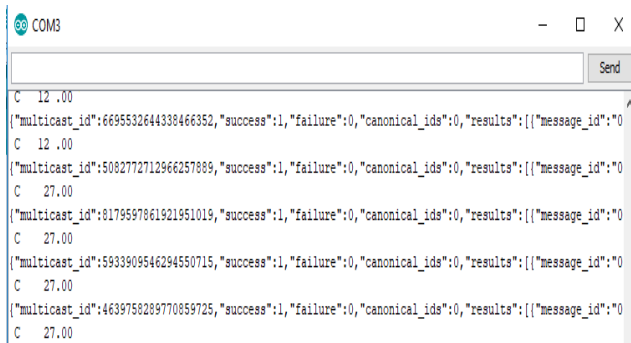 COM3
Send
C 12 .00
{"multicast_id":6695532644338466352,"success":1,"failure":0,"canonical_ids":0,"results":[{"message_id":"0
C 12 .00
{"multicast_id":5082772712966257889,"success":1,"failure":0,"canonical_ids":0,"results":[{"message_id":"0
C 27.00
{"multicast_id":8179597861921951019,"success":1,"failure":0,"canonical_ids":0,"results":[{"message_id":"0
C 27.00
{"multicast_id":5933909546294550715,"success":1,"failure":0,"canonical_ids":0,"results":[{"message_id":"0
C 27.00
{"multicast_id":4639758289770859725,"success":1,"failure":0,"canonical_ids":0,"results":[{"message_id":"0
C 27.00